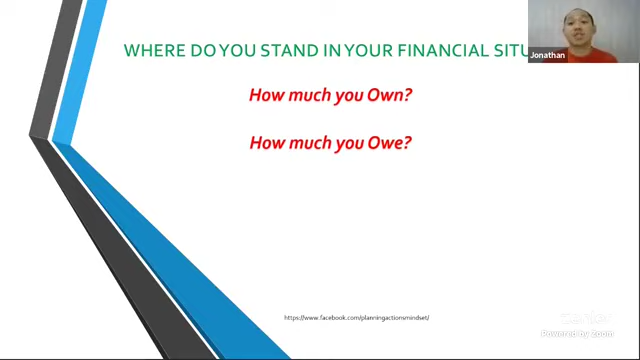 WHERE DO YOU STAND IN YOUR FINANCIAL SITU
Jonathan
How much you Own?
How much you Owe?
https://www.facebook.com/planningactionsmindset/
zoom
Powered by Zoom